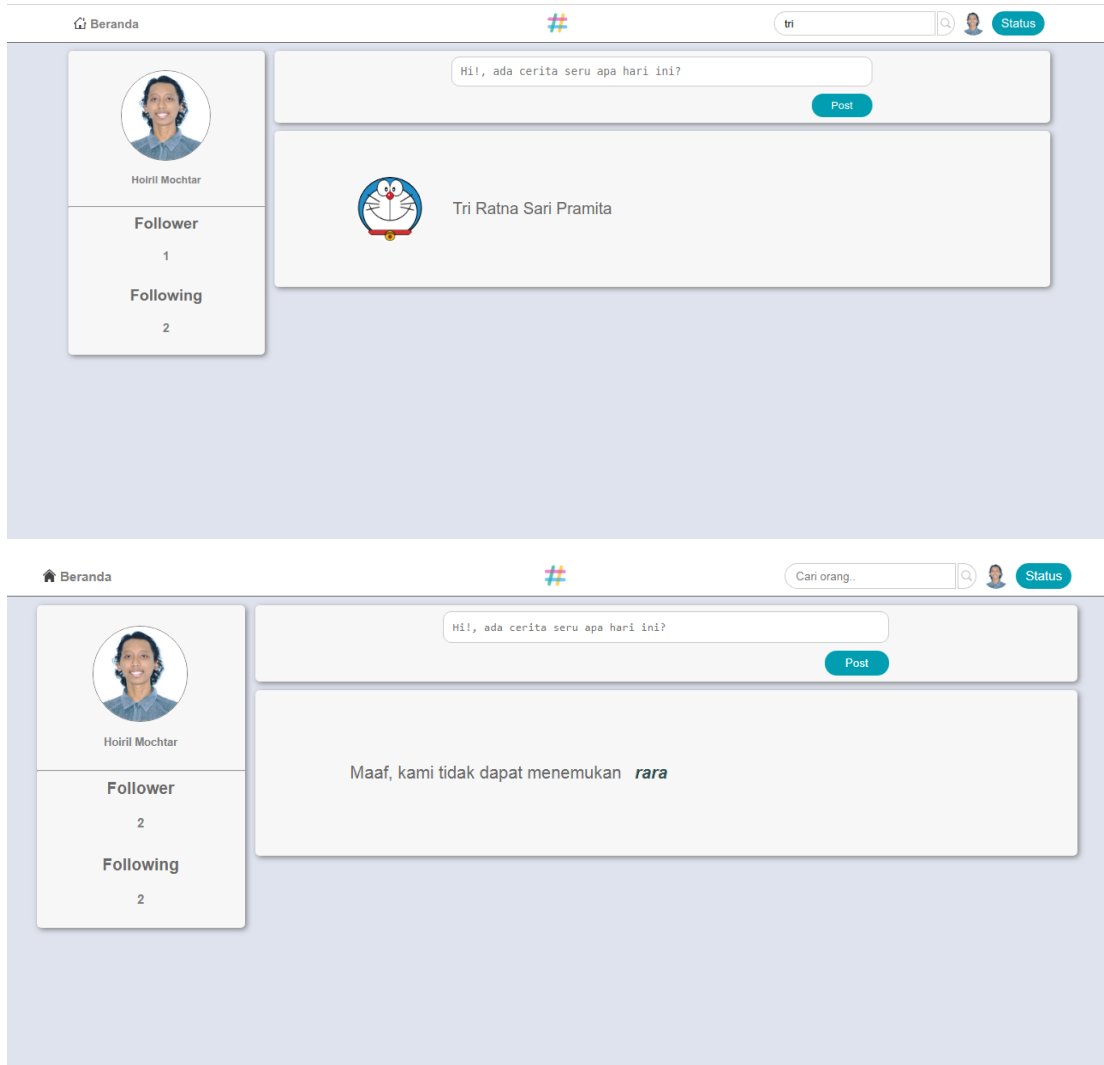 Beranda
tri
Status
Hoiril Mochtar
Follower
1
Following
2
Hi!, ada cerita seru apa hari ini?
Post
Tri Ratna Sari Pramita
Beranda
Cari orang..
Status
Hoiril Mochtar
Follower
2
Following
2
Hi!, ada cerita seru apa hari ini?
Post
Maaf, kami tidak dapat menemukan rara